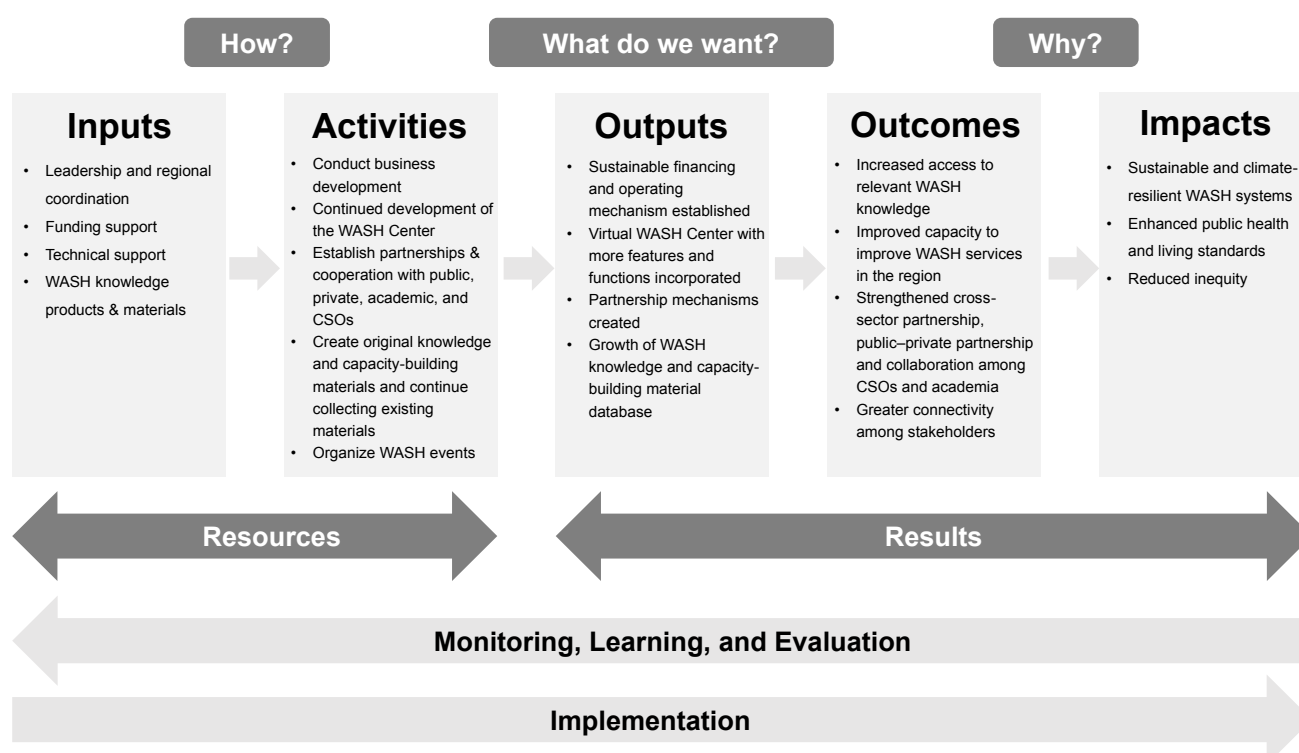 How?
What do we want?
Why?
Inputs
• Leadership and regional
coordination
• Funding support
• Technical support
• WASH knowledge
products & materials
Activities
• Conduct business
development
• Continued development of
the WASH Center
• Establish partnerships &
cooperation with public,
private, academic, and
CSOs
• Create original knowledge
and capacity-building
materials and continue
collecting existing
materials
• Organize WASH events
Outputs
• Sustainable financing
and operating
mechanism established
• Virtual WASH Center with
more features and
functions incorporated
• Partnership mechanisms
created
• Growth of WASH
knowledge and capacity-
building material
database
Outcomes
• Increased access to
relevant WASH
knowledge
• Improved capacity to
improve WASH services
in the region
• Strengthened cross-
sector partnership,
public–private partnership
and collaboration among
CSOs and academia
• Greater connectivity
among stakeholders
Impacts
• Sustainable and climate-
resilient WASH systems
• Enhanced public health
and living standards
• Reduced inequity
Resources
Results
Monitoring, Learning, and Evaluation
Implementation